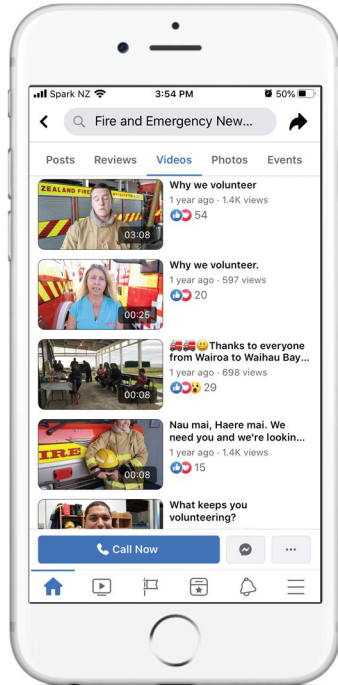 Spark NZ
3:54 PM
50%
Fire and Emergency New...
Posts
Reviews
Videos
Photos
Events
ZEALAND FIRE
03:08
Why we volunteer
1 year ago · 1.4K views
54
00:25
Why we volunteer.
1 year ago · 597 views
20
00:08
🚒🚒😃Thanks to everyone
from Wairoa to Waihau Bay...
1 year ago · 698 views
29
FIRE
00:08
Nau mai, Haere mai. We
need you and we're lookin...
1 year ago · 1.4K views
15
What keeps you
volunteering?
Call Now